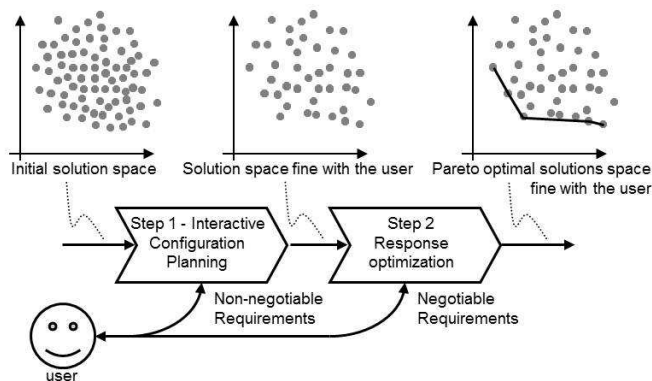 Initial solution space
Solution space fine with the user
Pareto optimal solutions space
fine with the user
Step 1 - Interactive
Configuration
Planning
Step 2
Response
optimization
Non-negotiable
Requirements
Negotiable
Requirements
user